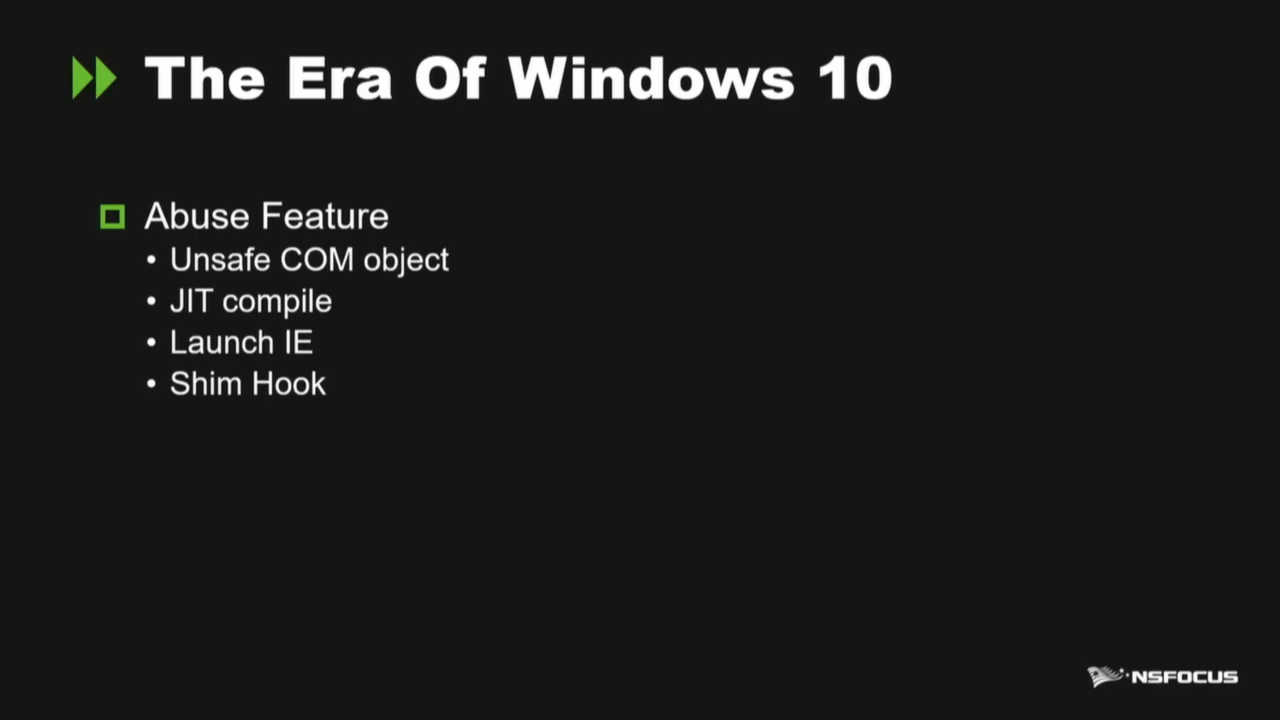 The Era Of Windows 10
Abuse Feature
• Unsafe COM object
• JIT compile
• Launch IE
• Shim Hook
NSFOCUS